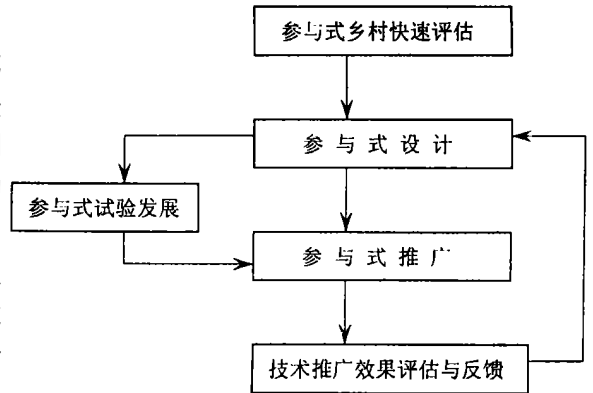 参与式乡村快速评估
参与式设计
参与式试验发展
参与式推广
技术推广效果评估与反馈